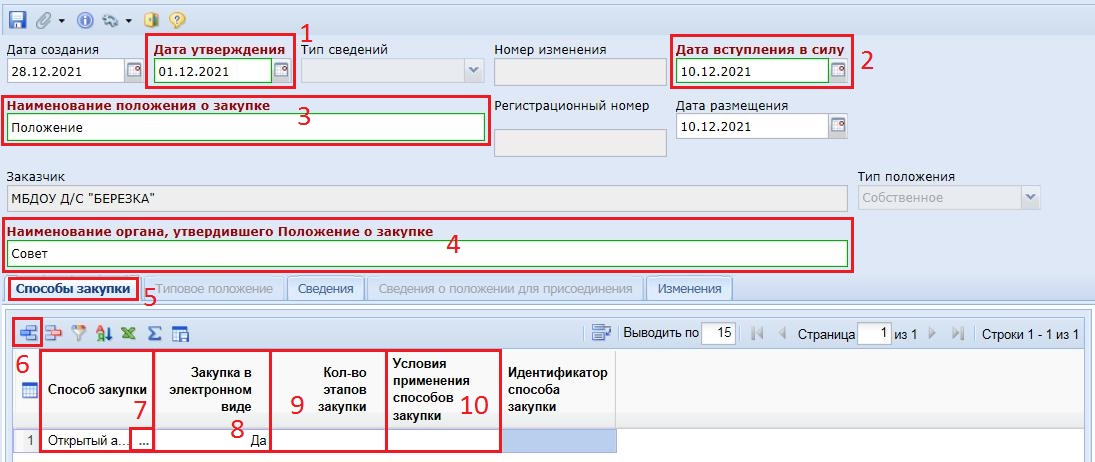 1
Дата создания Дата утверждения Тип сведений Номер изменения Дата вступления в силу
28.12.2021 01.12.2021 10.12.2021 2
Наименование положения о закупке 3 Регистрационный номер Дата размещения
Положение 10.12.2021
Заказчик Тип положения
МБДОУ Д/С "БЕРЕЗКА" Собственное
Наименование органа, утвердившего Положение о закупке 4
Совет
Способы закупки 5 Типовое положение Сведения Сведения о положении для присоединения Изменения
Выводить по 15 Страница 1 из 1 Строки 1 - 1 из 1
6
Способ закупки 7
Закупка в
электронном
виде 8
9 Кол-во
этапов
закупки
Условия
применения
способов
закупки 10
Идентификатор
способа
закупки
1 Открытый а... ... Да